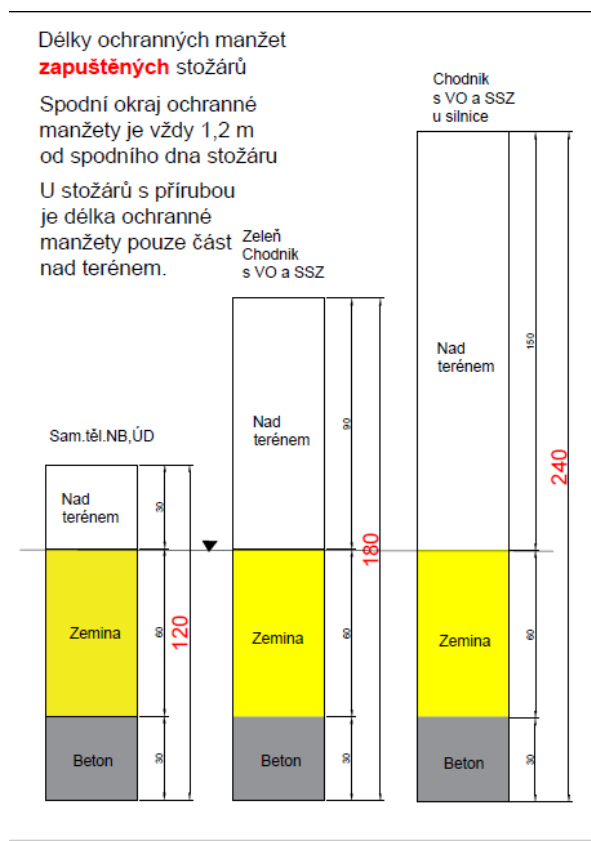 Délky ochranných manžet
zapuštěných stožárů
Spodní okraj ochranné
manžety je vždy 1,2 m
od spodního dna stožáru
U stožárů s přírubou
je délka ochranné
manžety pouze část
nad terénem.
Sam.těl.NB,ÚD
Nad
terénem
30
Zemina
60
120
Beton
30
Zeleň
Chodnik
s VO a SSZ
Nad
terénem
90
180
Zemina
60
Beton
30
Chodnik
s VO a SSZ
u silnice
Nad
terénem
150
240
Zemina
60
Beton
30